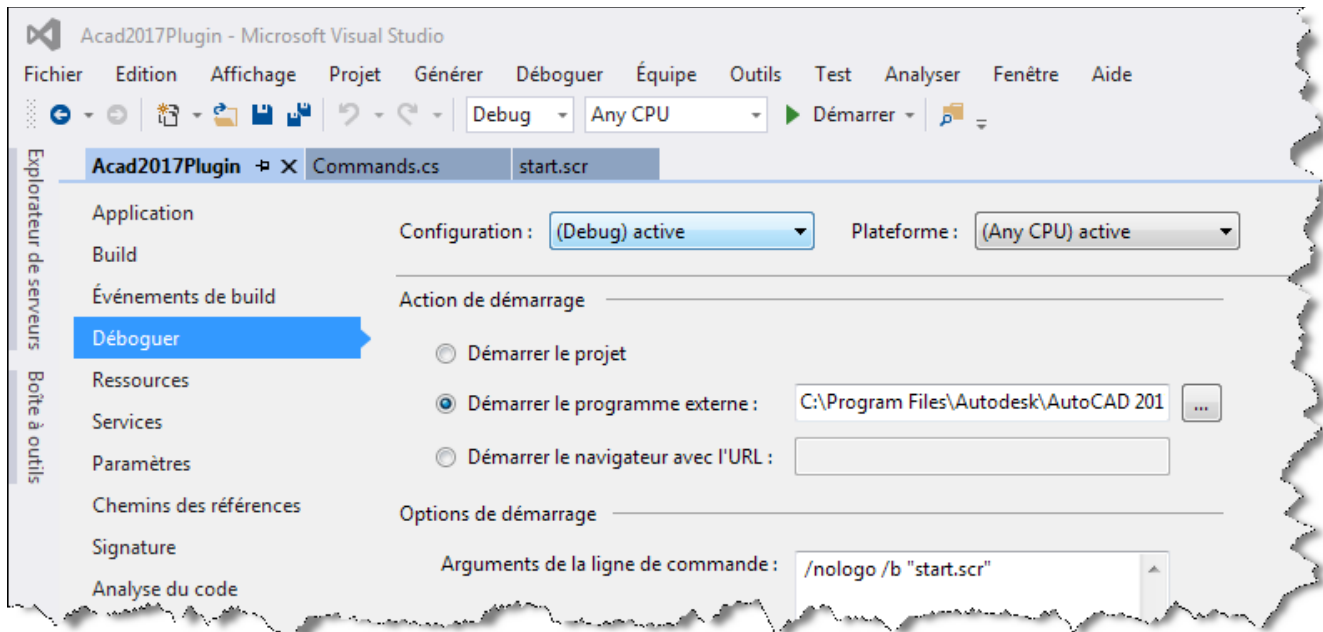 Acad2017Plugin - Microsoft Visual Studio
Fichier Edition Affichage Projet Générer Déboguer Équipe Outils Test Analyser Fenêtre Aide
Debug Any CPU Démarrer
Explorateur de serveurs
Boîte à outils
Acad2017Plugin Commands.cs start.scr
Application
Build
Événements de build
Déboguer
Ressources
Services
Paramètres
Chemins des références
Signature
Analyse du code
Configuration : (Debug) active Plateforme : (Any CPU) active
Action de démarrage
Démarrer le projet
Démarrer le programme externe : C:\Program Files\Autodesk\AutoCAD 201 ...
Démarrer le navigateur avec l'URL :
Options de démarrage
Arguments de la ligne de commande : /nologo /b "start.scr"